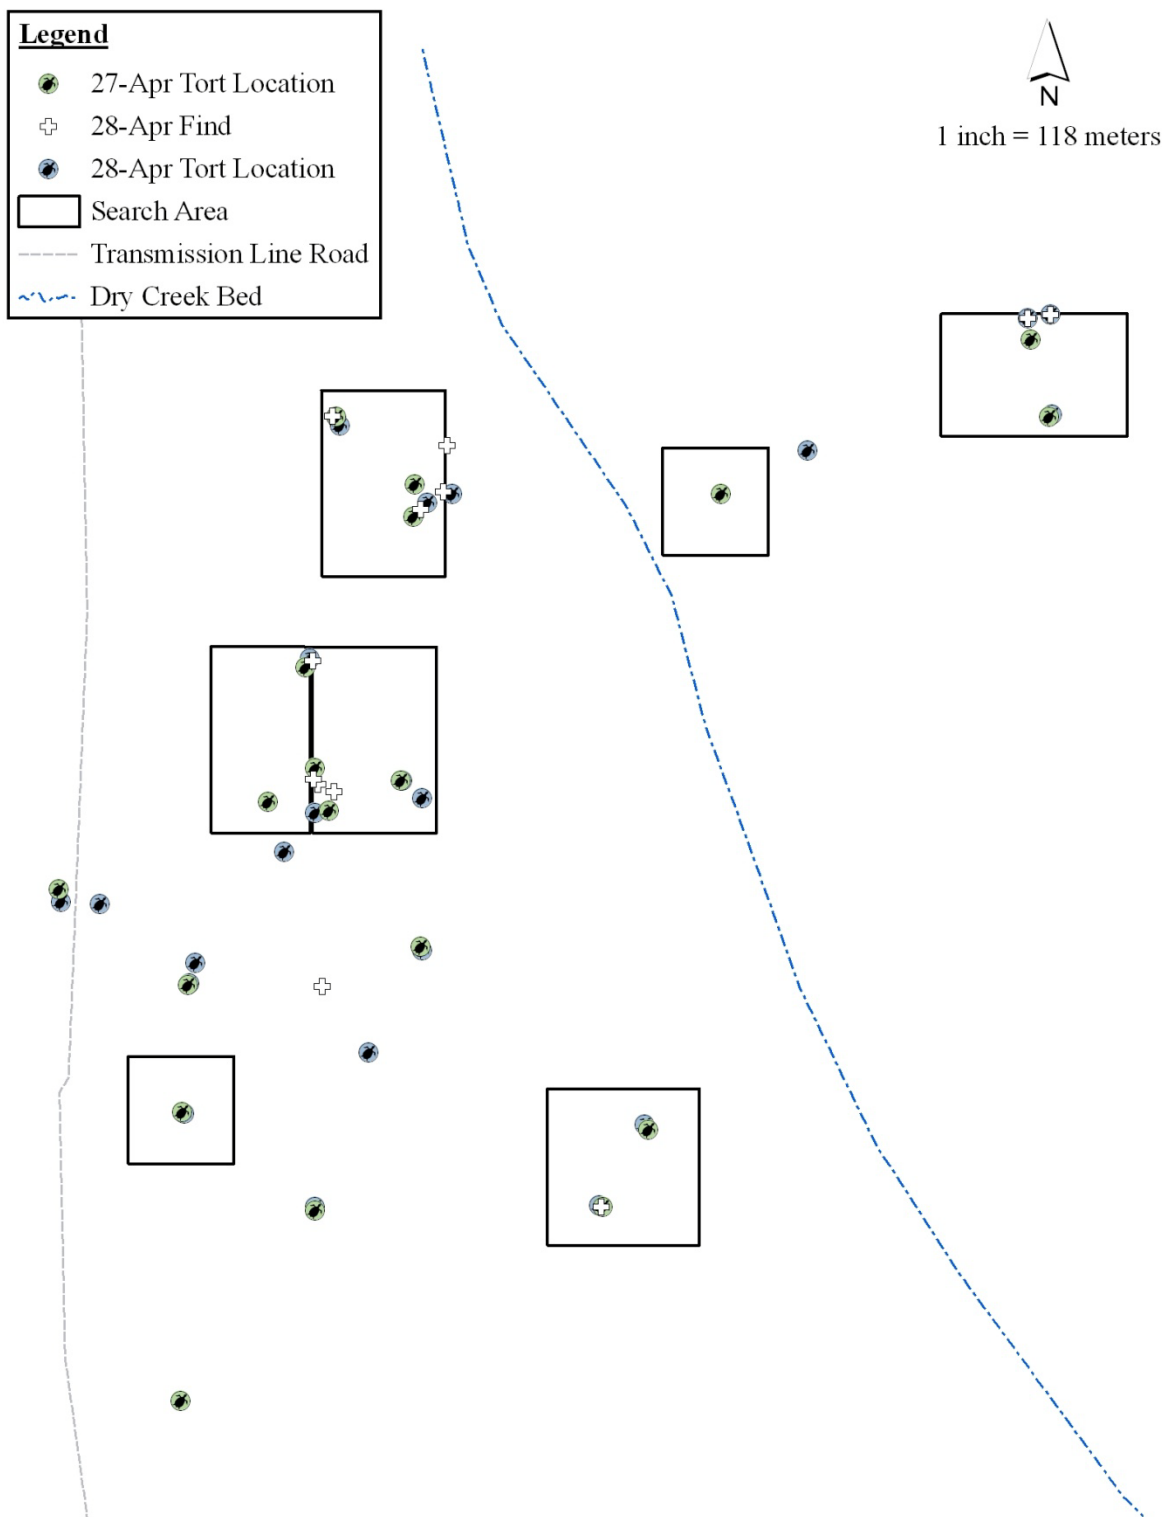 Legend
27-Apr Tort Location
28-Apr Find
28-Apr Tort Location
Search Area
Transmission Line Road
Dry Creek Bed
N
1 inch = 118 meters